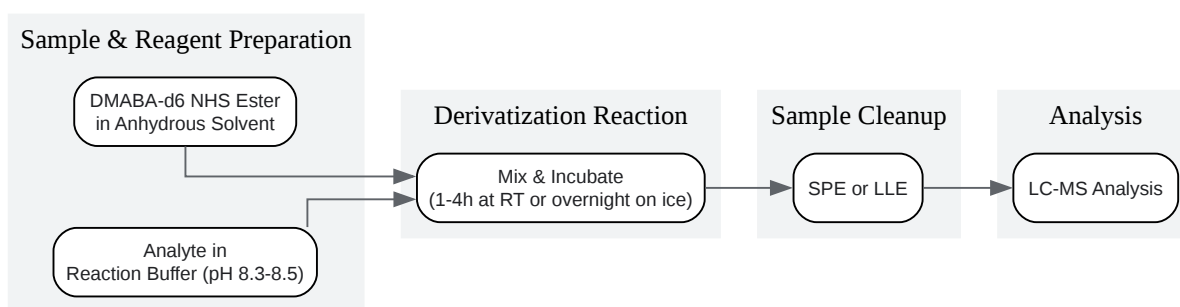 Sample & Reagent Preparation
DMABA-d6 NHS Ester
in Anhydrous Solvent
Analyte in
Reaction Buffer (pH 8.3-8.5)
Derivatization Reaction
Mix & Incubate
(1-4h at RT or overnight on ice)
Sample Cleanup
SPE or LLE
Analysis
LC-MS Analysis